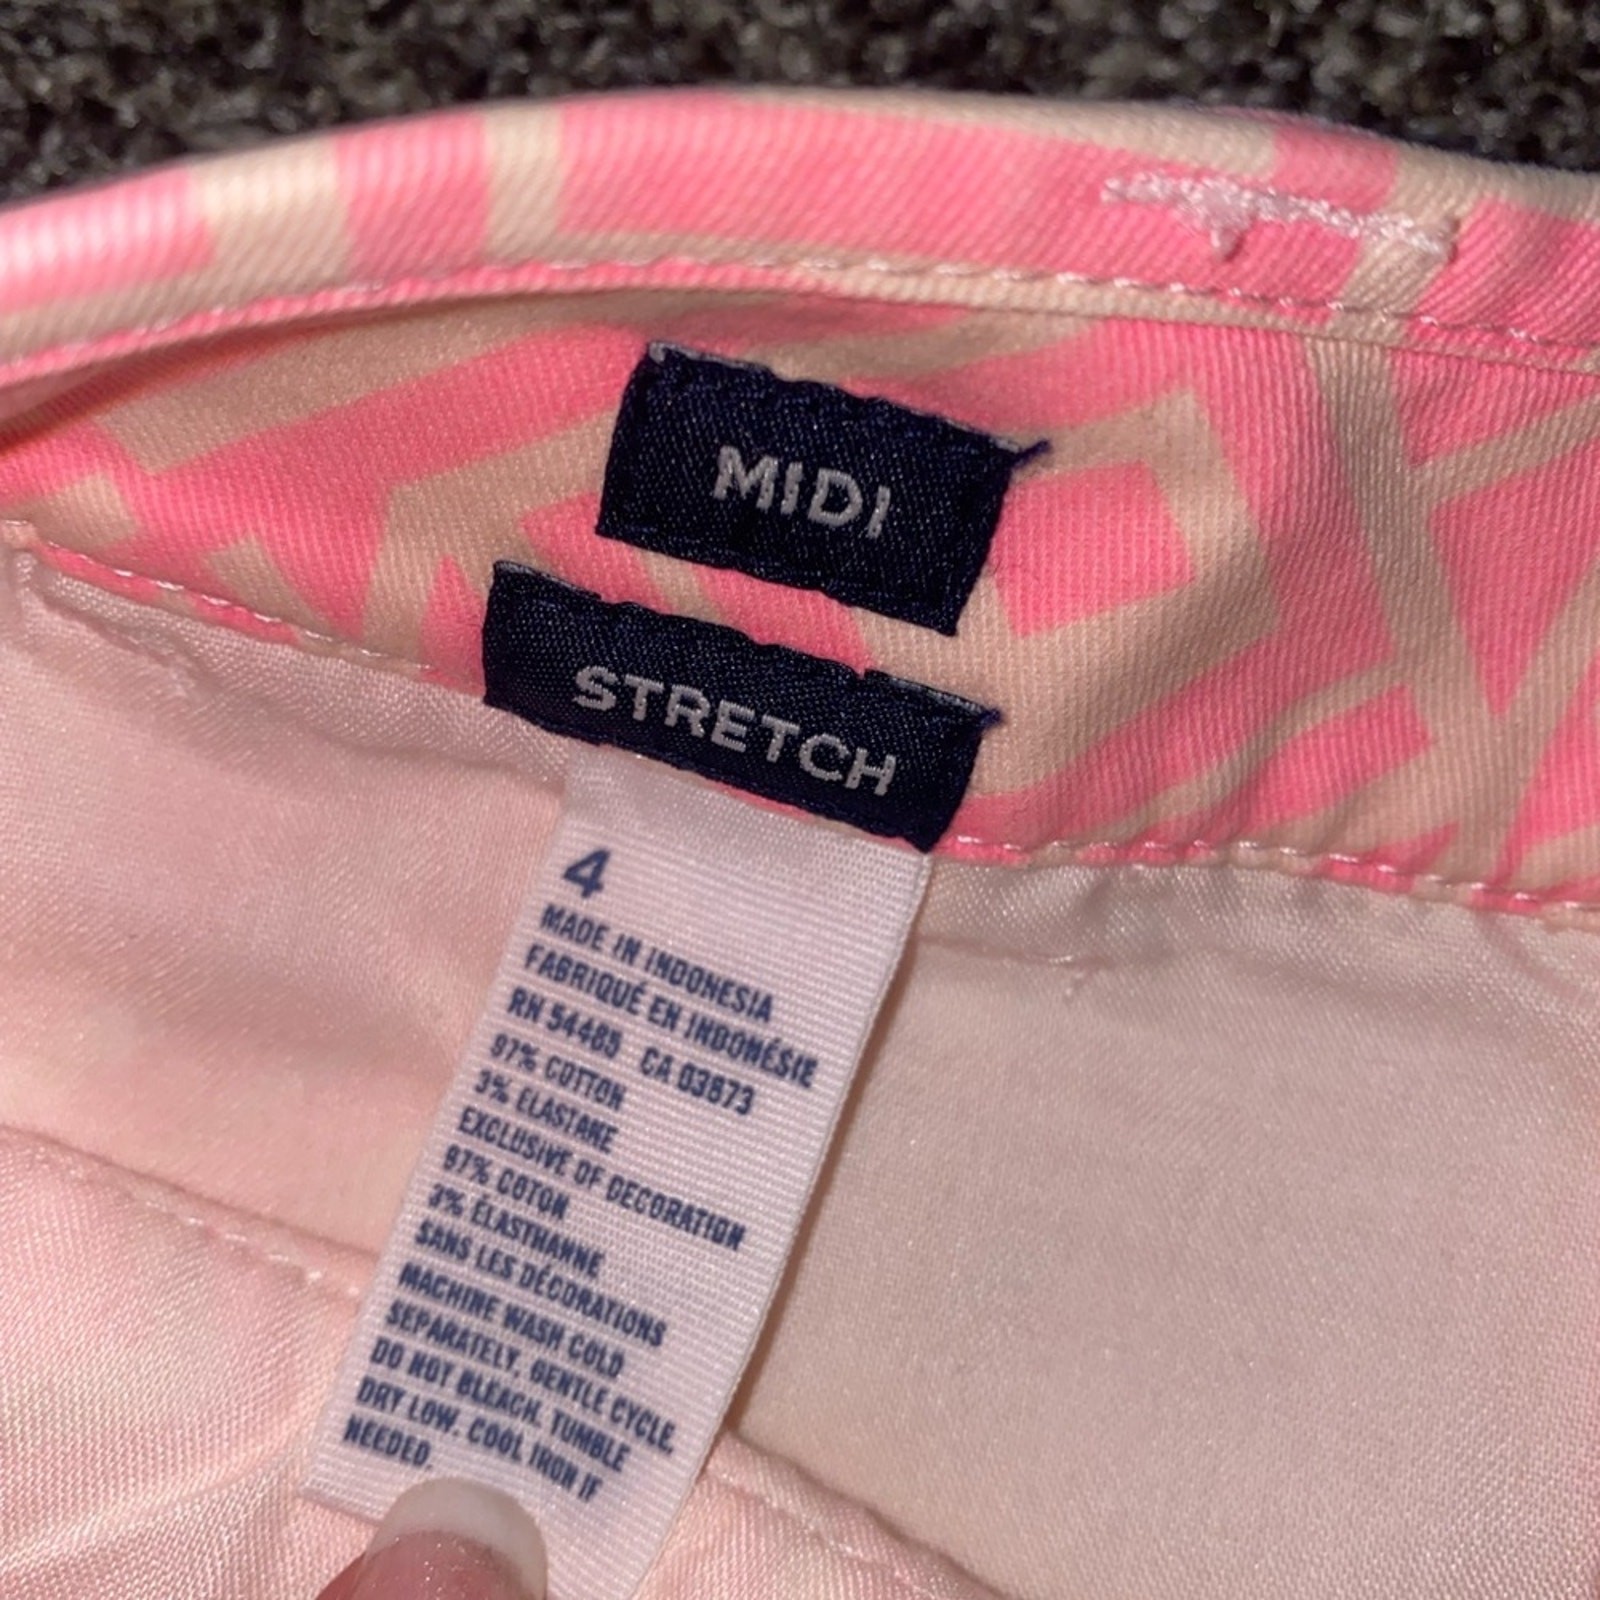 MIDI
STRETCH
4
MADE IN INDONESIA
FABRIQUÉ EN INDONÉSIE
RN 54485 CA 03873
97% COTTON
3% ELASTANE
EXCLUSIVE OF DECORATION
97% COTON
3% ÉLASTHANNE
SANS LES DÉCORATIONS
MACHINE WASH COLD
SEPARATELY, GENTLE CYCLE.
DO NOT BLEACH. TUMBLE
DRY LOW. COOL IRON IF
NEEDED.